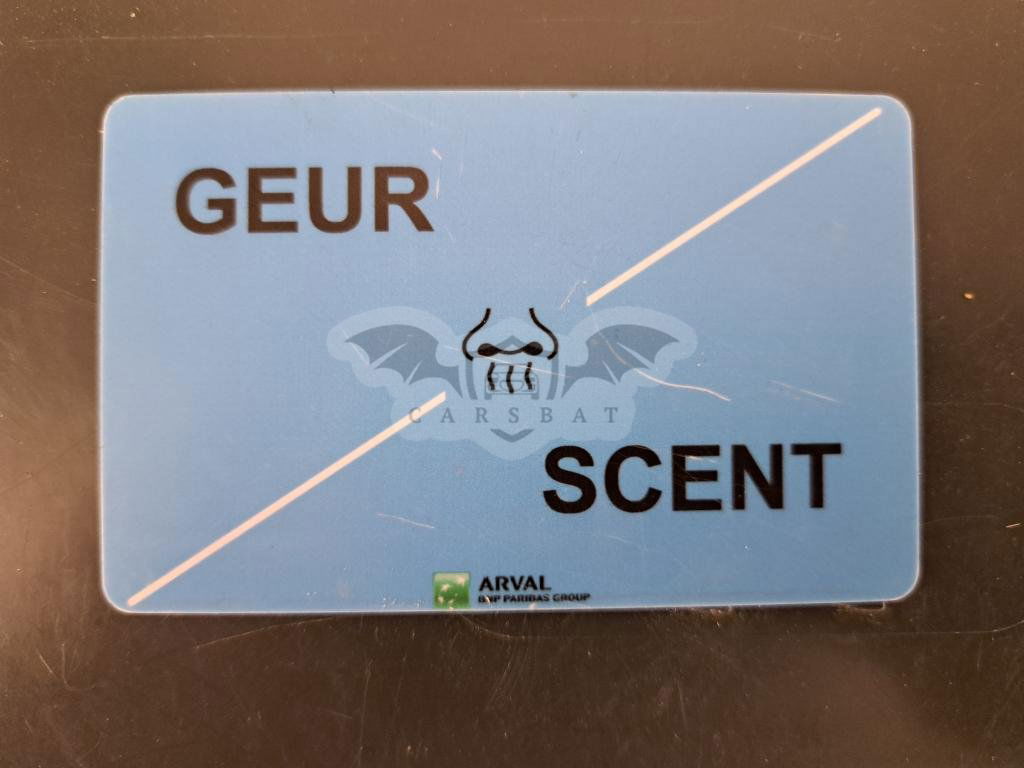 GEUR
CARSBAT
SCENT
ARVAL
BNP PARIBAS GROUP